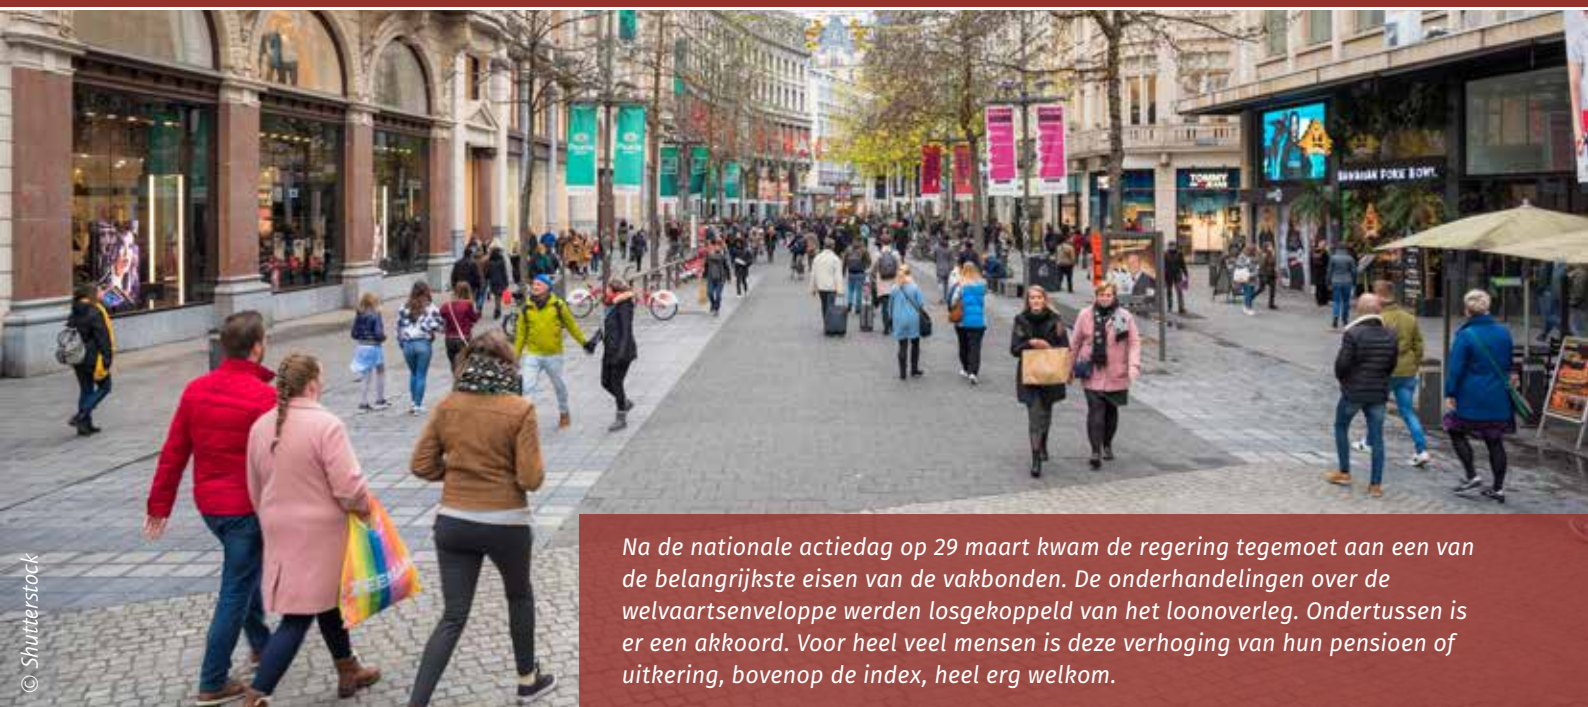 TOMMY
JEANS
HAWAIIAN POKE BOWL
ZEEMAN
© Shutterstock
Na de nationale actiedag op 29 maart kwam de regering tegemoet aan een van
de belangrijkste eisen van de vakbonden. De onderhandelingen over de
welvaartsenveloppe werden losgekoppeld van het loonoverleg. Ondertussen is
er een akkoord. Voor heel veel mensen is deze verhoging van hun pensioen of
uitkering, bovenop de index, heel erg welkom.